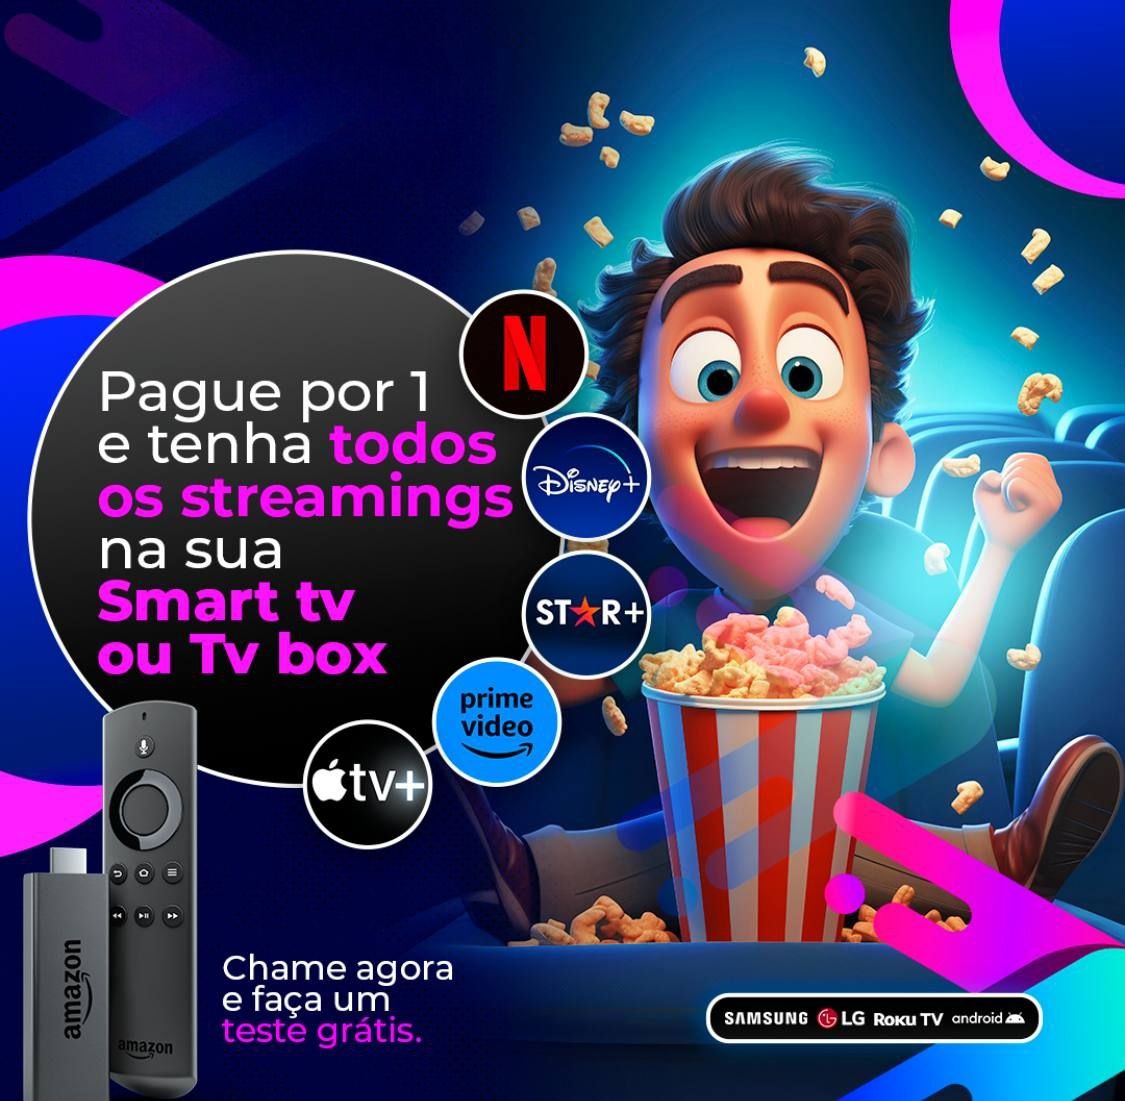 Pague por 1
e tenha todos
os streamings
na sua
Smart tv
ou Tv box
N
Disney+
STAR+
prime
video
tv+
amazon
amazon
Chame agora
e faça um
teste grátis.
SAMSUNG LG Roku TV android